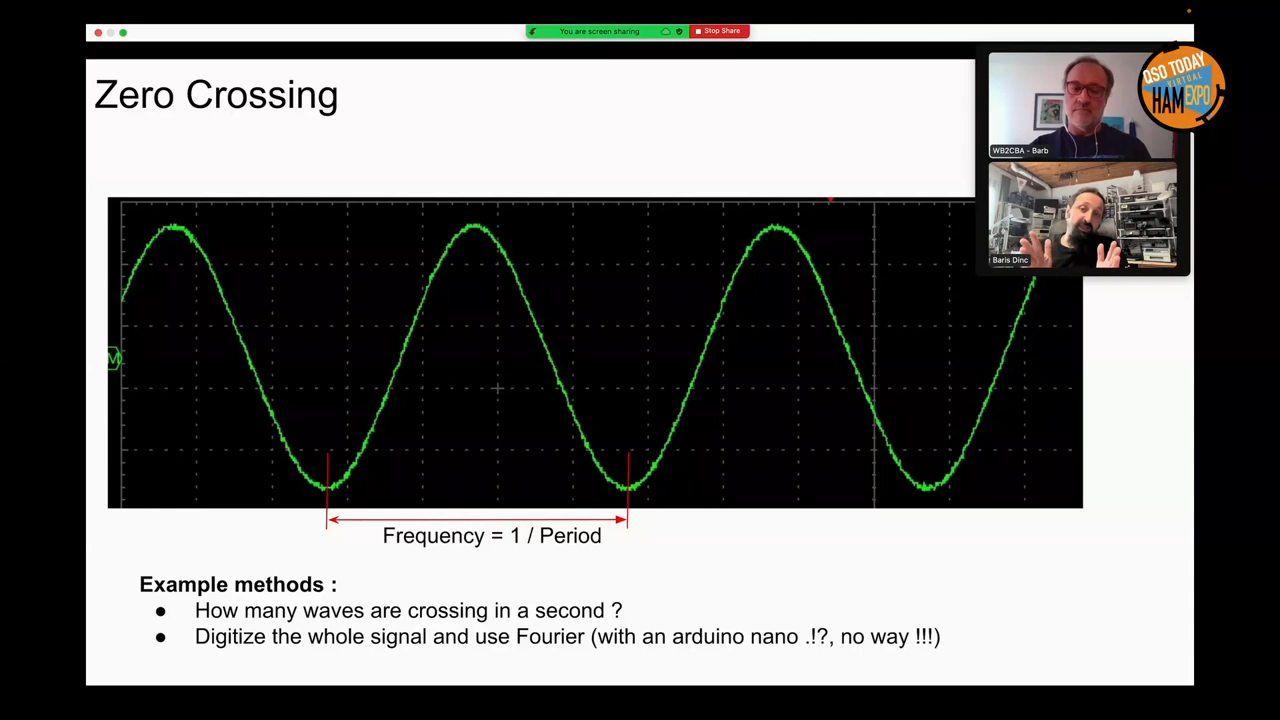 You are screen sharing
Stop Share
Zero Crossing
QSO TODAY
VIRTUAL
HAM EXPO
WB2CBA - Barb
Baris Dinc
M
Frequency = 1 / Period
Example methods :
● How many waves are crossing in a second ?
● Digitize the whole signal and use Fourier (with an arduino nano .!?, no way !!!)